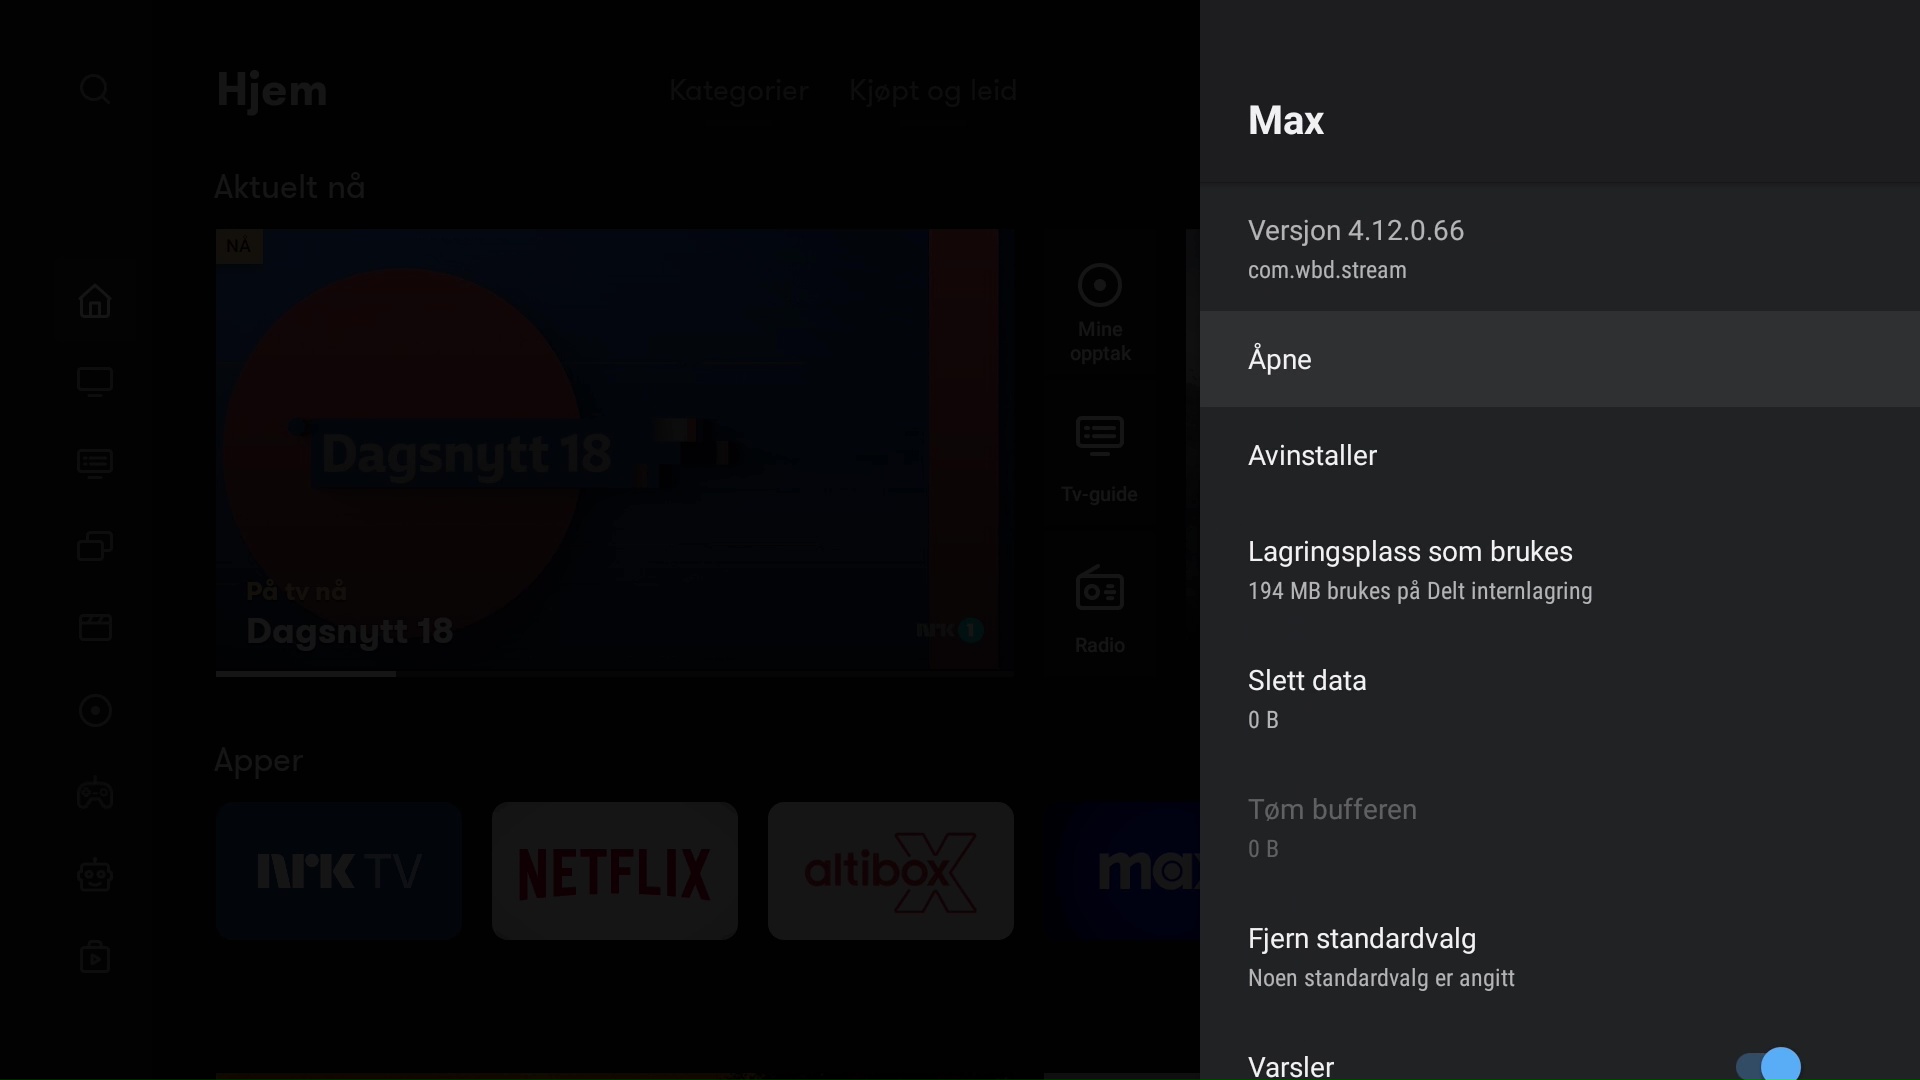 Hjem
Kategorier
Kjøpt og leid
Aktuelt nå
NÅ
Dagsnytt 18
På tv nå
Dagsnytt 18
nrk 1
Mine
opptak
Tv-guide
Radio
Apper
NRK TV
NETFLIX
altibox X
max
Max
Versjon 4.12.0.66
com.wbd.stream
Åpne
Avinstaller
Lagringsplass som brukes
194 MB brukes på Delt internlagring
Slett data
0 B
Tøm bufferen
0 B
Fjern standardvalg
Noen standardvalg er angitt
Varsler